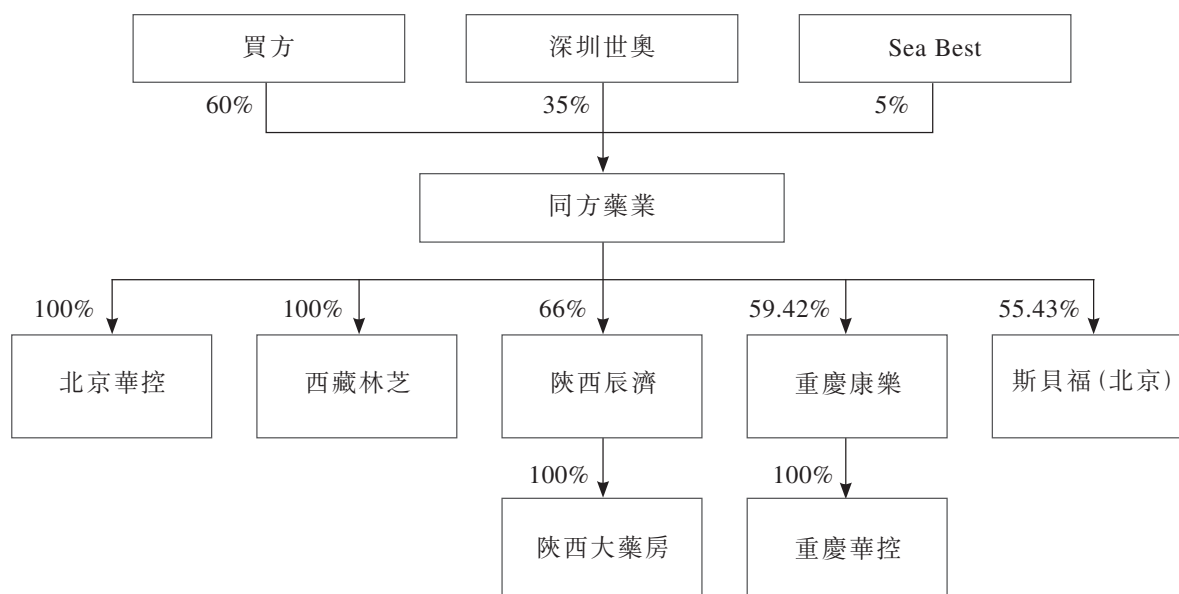 買方
深圳世奧
Sea Best
60%
35%
5%
同方藥業
100%
100%
66%
59.42%
55.43%
北京華控
西藏林芝
陝西辰濟
重慶康樂
斯貝福(北京)
100%
100%
陝西大藥房
重慶華控